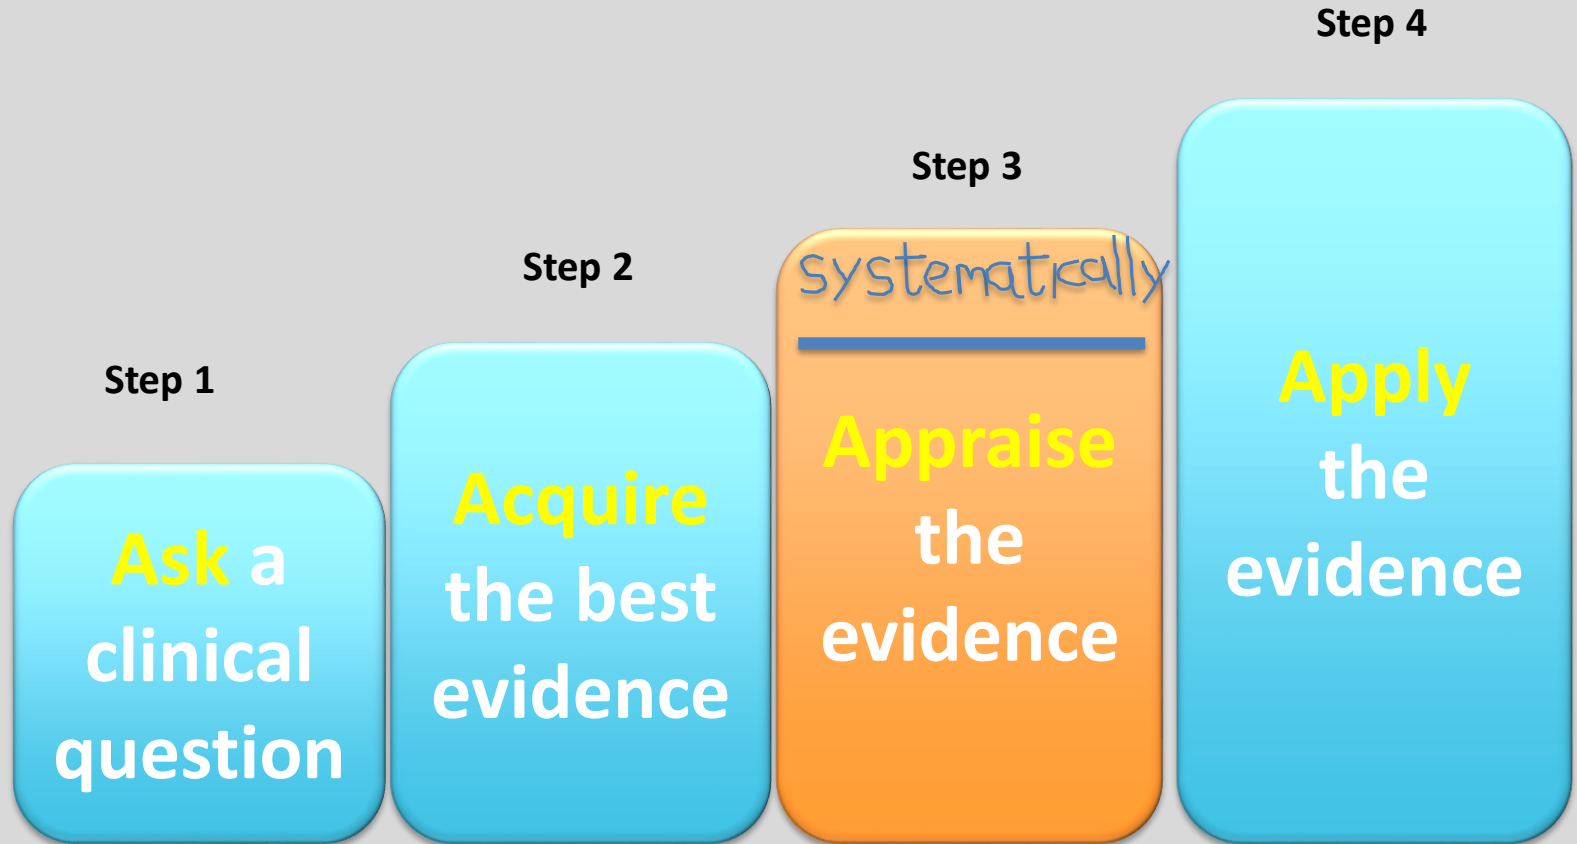 Step 1
Ask a
clinical
question
Step 2
Acquire
the best
evidence
Step 3
systematically
Appraise
the
evidence
Step 4
Apply
the
evidence